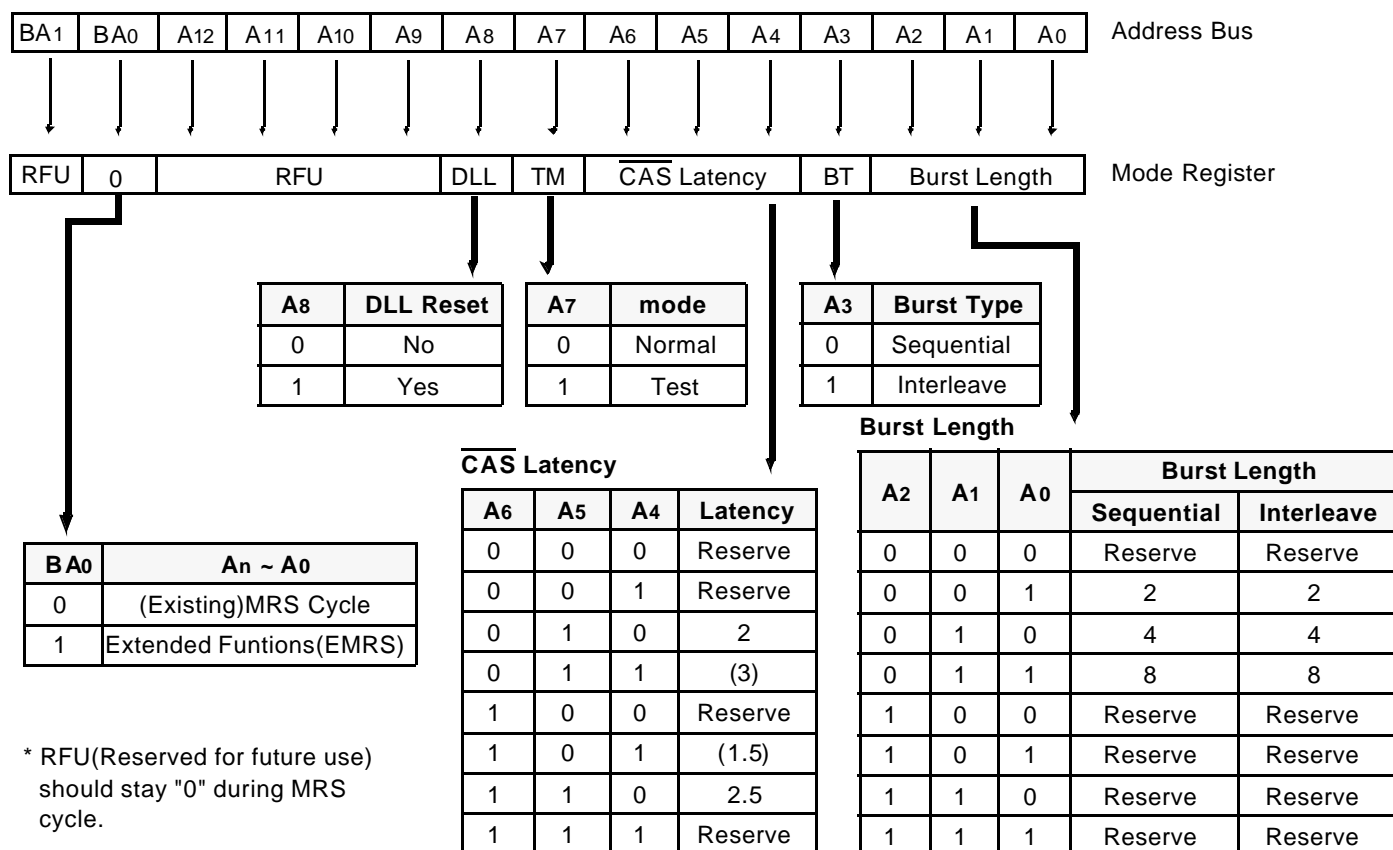 BA1 BA0 A12 A11 A10 A9 A8 A7 A6 A5 A4 A3 A2 A1 A0 Address Bus
RFU 0 RFU DLL TM CAS Latency BT Burst Length Mode Register
A8 DLL Reset
0 No
1 Yes
A7 mode
0 Normal
1 Test
A3 Burst Type
0 Sequential
1 Interleave
BA0 An ~ A0
0 (Existing)MRS Cycle
1 Extended Funtions(EMRS)
* RFU(Reserved for future use)
should stay "0" during MRS
cycle.
CAS Latency
A6 A5 A4 Latency
0 0 0 Reserve
0 0 1 Reserve
0 1 0 2
0 1 1 (3)
1 0 0 Reserve
1 0 1 (1.5)
1 1 0 2.5
1 1 1 Reserve
Burst Length
A2 A1 A0 Burst Length
Sequential Interleave
0 0 0 Reserve Reserve
0 0 1 2 2
0 1 0 4 4
0 1 1 8 8
1 0 0 Reserve Reserve
1 0 1 Reserve Reserve
1 1 0 Reserve Reserve
1 1 1 Reserve Reserve